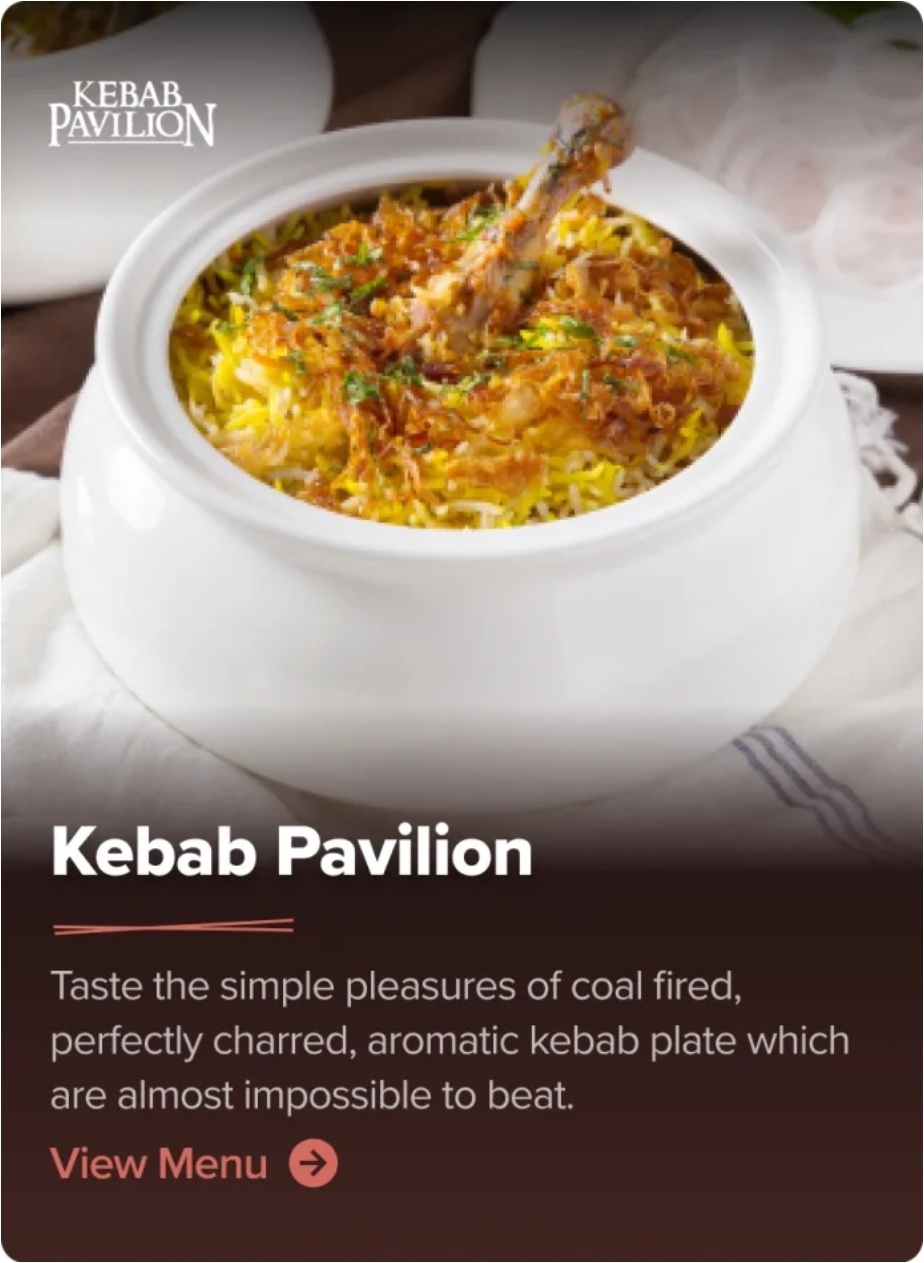 KEBAB
PAVILION
Kebab Pavilion
Taste the simple pleasures of coal fired,
perfectly charred, aromatic kebab plate which
are almost impossible to beat.
View Menu